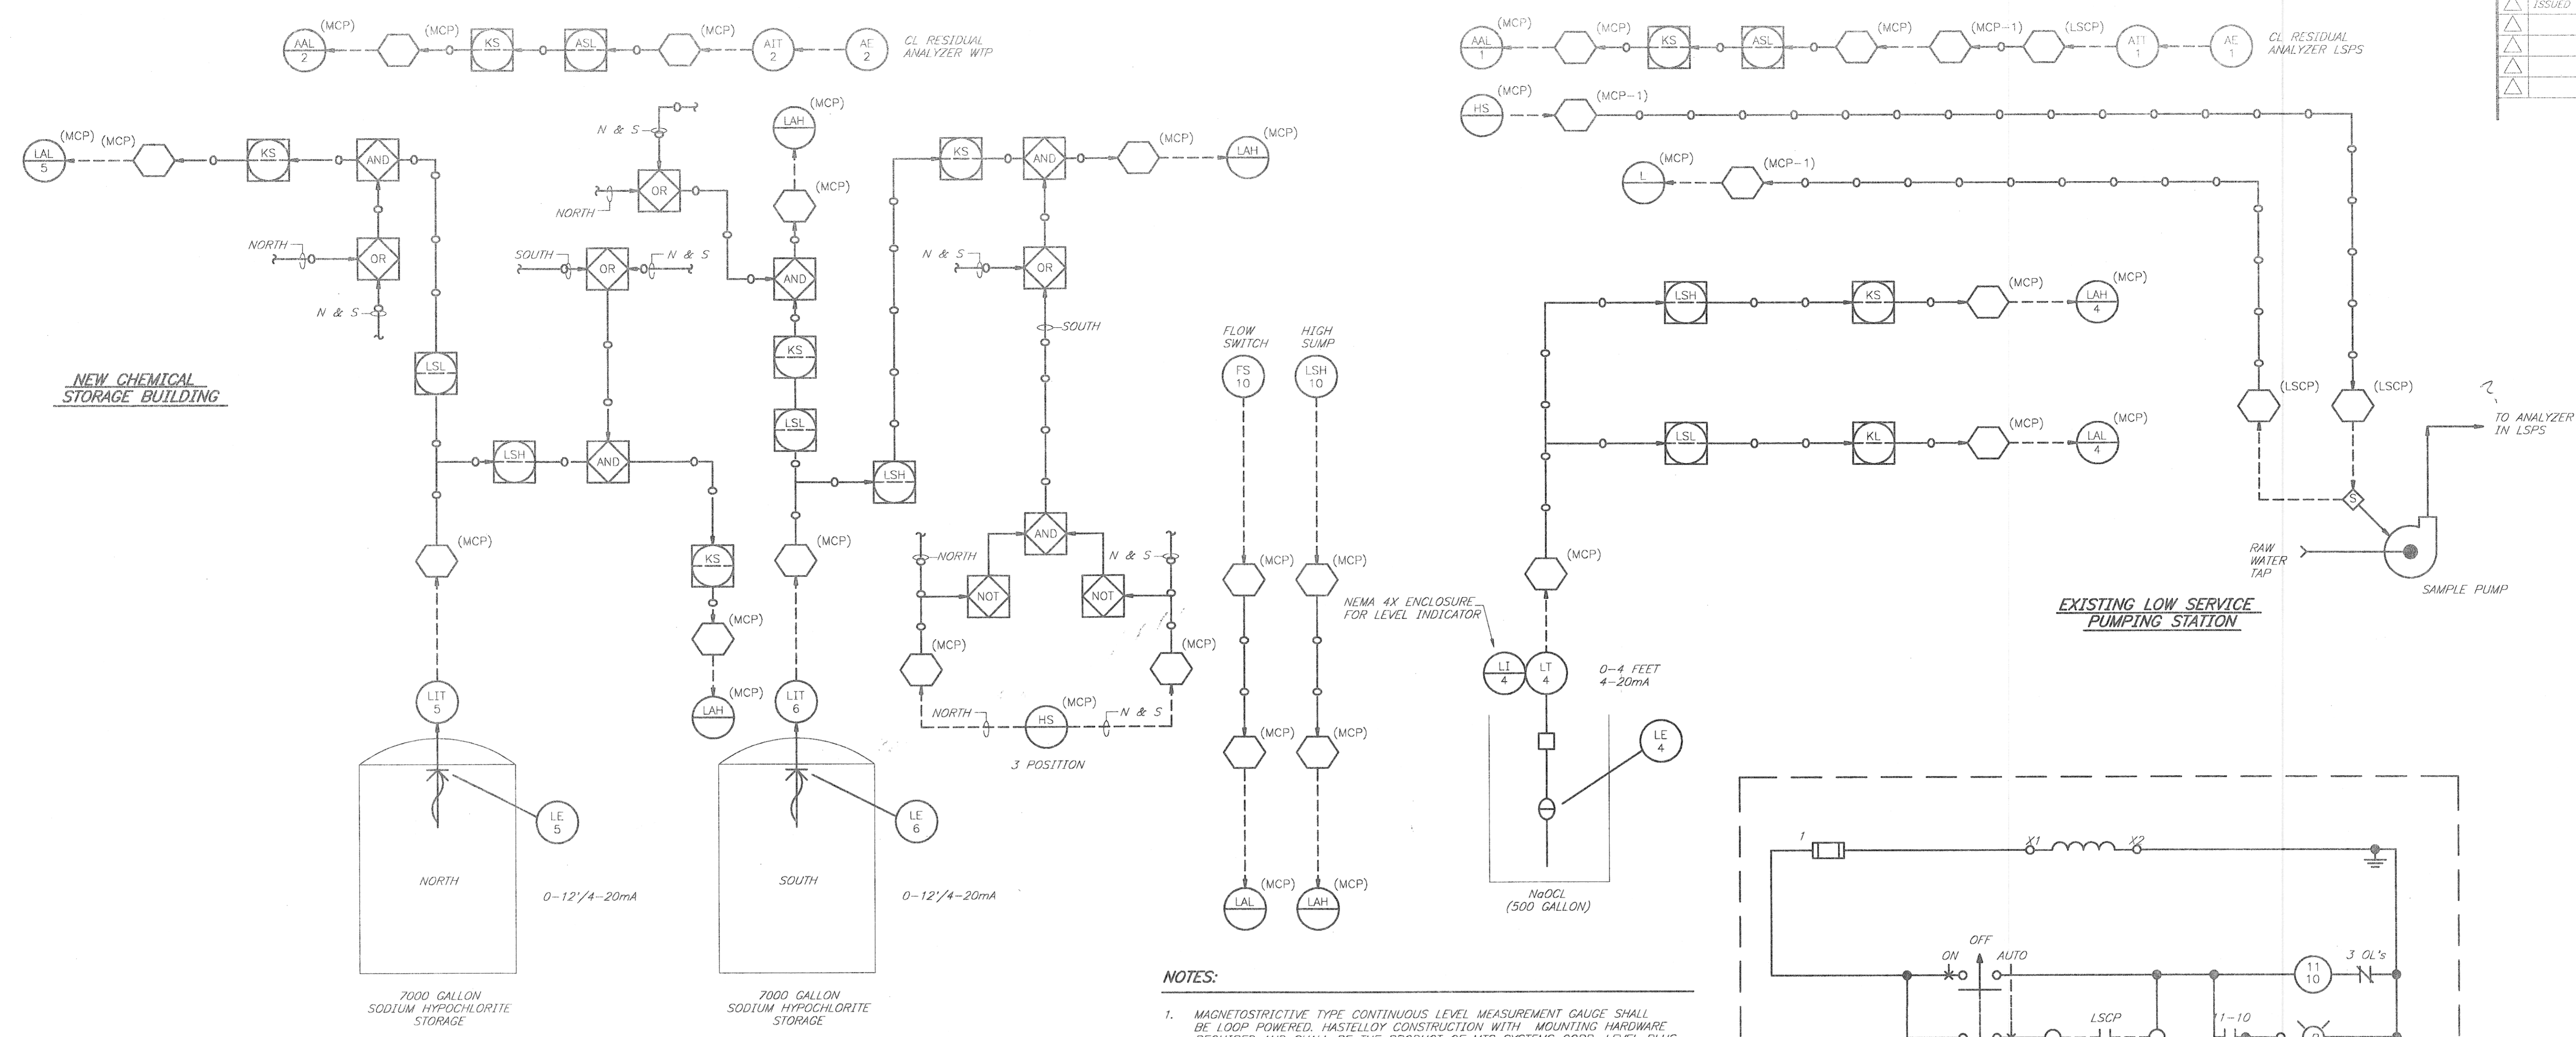 AAL
2
(MCP)
(MCP)
KS
ASL
(MCP)
AIT
2
AE
2
CL RESIDUAL
ANALYZER WTP
LAL
5
(MCP)
(MCP)
KS
AND
NORTH
OR
N & S
LSL
NEW CHEMICAL
STORAGE BUILDING
N & S
NORTH
OR
SOUTH
OR
N & S
LSH
AND
KS
(MCP)
LAH
(MCP)
(MCP)
LIT
5
LE
5
NORTH
0-12'/4-20mA
7000 GALLON
SODIUM HYPOCHLORITE
STORAGE
LAH
(MCP)
(MCP)
AND
KS
LSL
LSH
(MCP)
LIT
6
LE
6
SOUTH
0-12'/4-20mA
7000 GALLON
SODIUM HYPOCHLORITE
STORAGE
KS
AND
(MCP)
LAH
(MCP)
N & S
OR
SOUTH
AND
NORTH
N & S
NOT
NOT
(MCP)
(MCP)
NORTH
HS
(MCP)
N & S
3 POSITION
FLOW
SWITCH
FS
10
(MCP)
(MCP)
LAL
(MCP)
HIGH
SUMP
LSH
10
(MCP)
(MCP)
LAH
(MCP)
AAL
1
(MCP)
(MCP)
KS
ASL
(MCP)
(MCP-1)
(LSCP)
AIT
1
AE
1
CL RESIDUAL
ANALYZER LSPS
ISSUED
HS
(MCP)
(MCP-1)
L
(MCP)
(MCP-1)
LSH
KS
(MCP)
LAH
4
(MCP)
LSL
KL
(MCP)
LAL
4
(MCP)
(LSCP)
(LSCP)
TO ANALYZER
IN LSPS
S
RAW
WATER
TAP
SAMPLE PUMP
EXISTING LOW SERVICE
PUMPING STATION
(MCP)
NEMA 4X ENCLOSURE
FOR LEVEL INDICATOR
LI
4
LT
4
0-4 FEET
4-20mA
LE
4
NaOCL
(500 GALLON)
1
X1
X2
OFF
ON
AUTO
11
10
3 OL's
LSCP
11-10
NOTES:
1. MAGNETOSTRICTIVE TYPE CONTINUOUS LEVEL MEASUREMENT GAUGE SHALL
BE LOOP POWERED. HASTELLOY CONSTRUCTION WITH MOUNTING HARDWARE